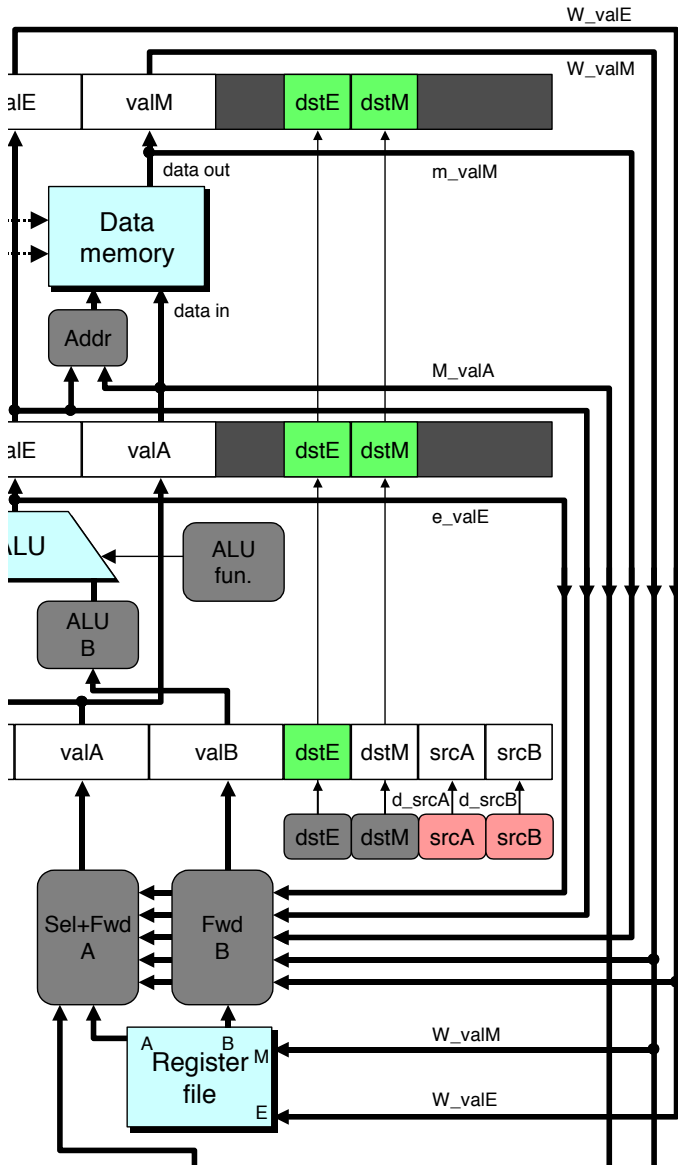 W_valE
W_valM
alE
valM
dstE
dstM
data out
m_valM
Data
memory
data in
Addr
M_valA
alE
valA
dstE
dstM
e_valE
ALU
ALU
fun.
ALU
B
valA
valB
dstE
dstM
srcA
srcB
d_srcA
d_srcB
dstE
dstM
srcA
srcB
Sel+Fwd
A
Fwd
B
A
B
W_valM
M
Register
file
W_valE
E